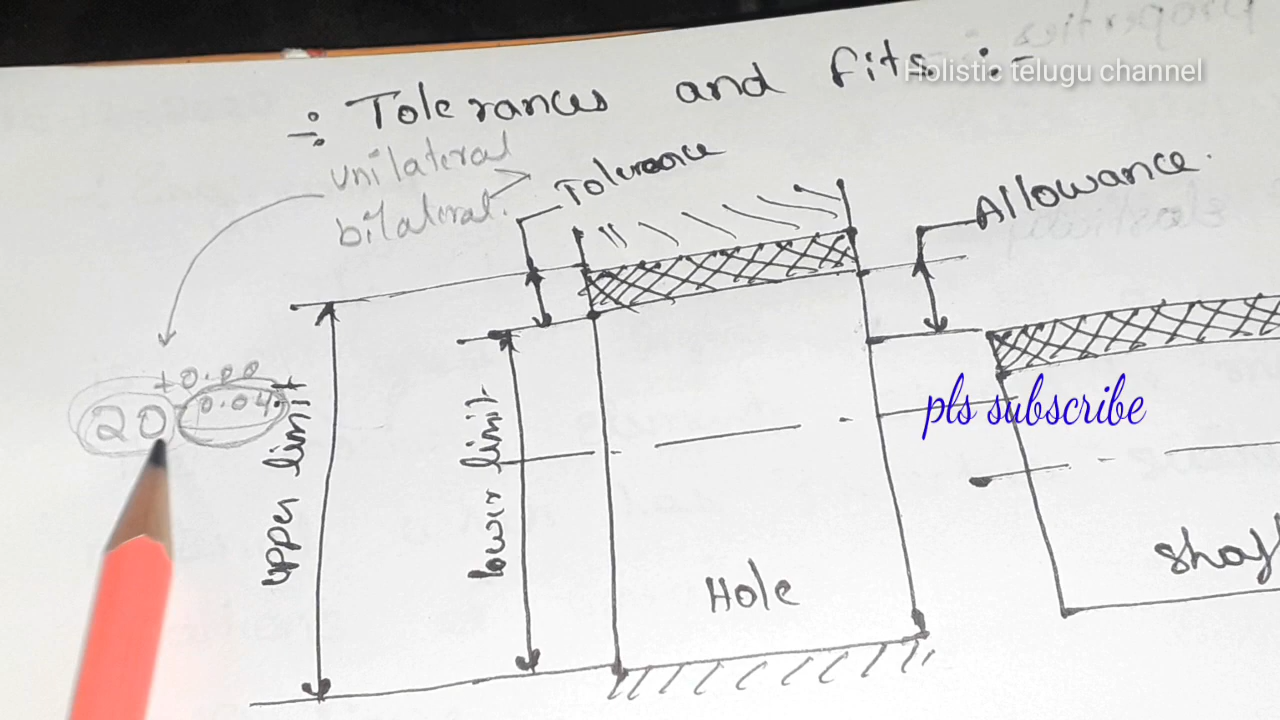 Holistic telugu channel
÷ Tolerances and fits :-
unilateral
bilateral.
Tolerance
Allowance.
+0.00
20 -0.04
upper limit
lower limit
pls subscribe
Hole
shaf
properties